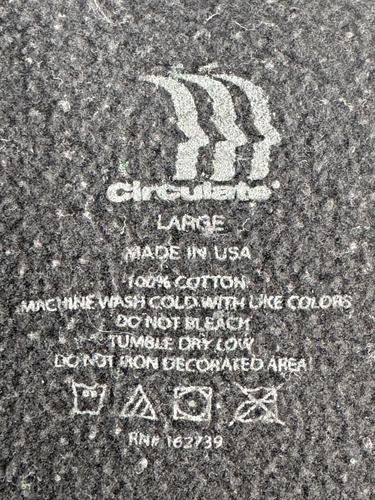 Circulate®
LARGE
MADE IN USA
100% COTTON
MACHINE WASH COLD WITH LIKE COLORS
DO NOT BLEACH
TUMBLE DRY LOW
DO NOT IRON DECORATED AREA
RN# 162739